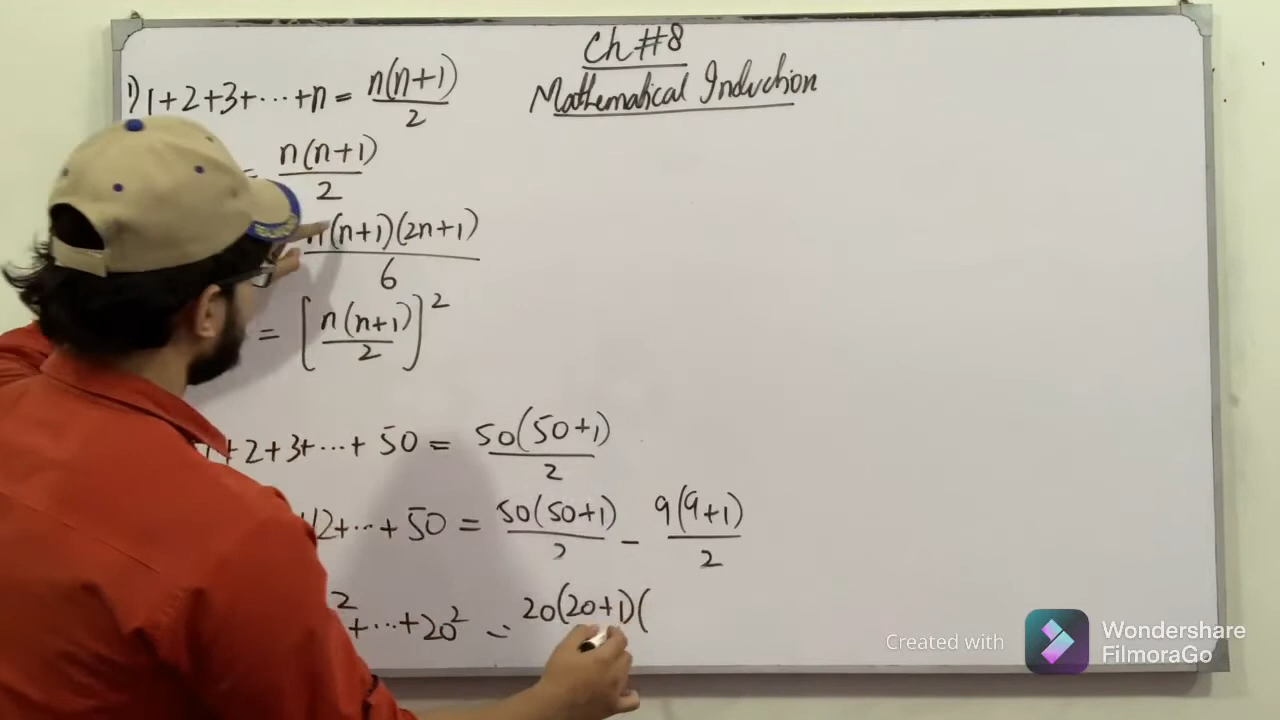 Ch#8
Mathematical Induction
1) 1+2+3+...+n = n(n+1)/2
= n(n+1)/2
n(n+1)(2n+1)/6
= [n(n+1)/2]²
+2+3+...+ 50 = 50(50+1)/2
12+...+50 = 50(50+1)/2 - 9(9+1)/2
²+...+20² = 20(20+1)(
Created with Wondershare FilmoraGo